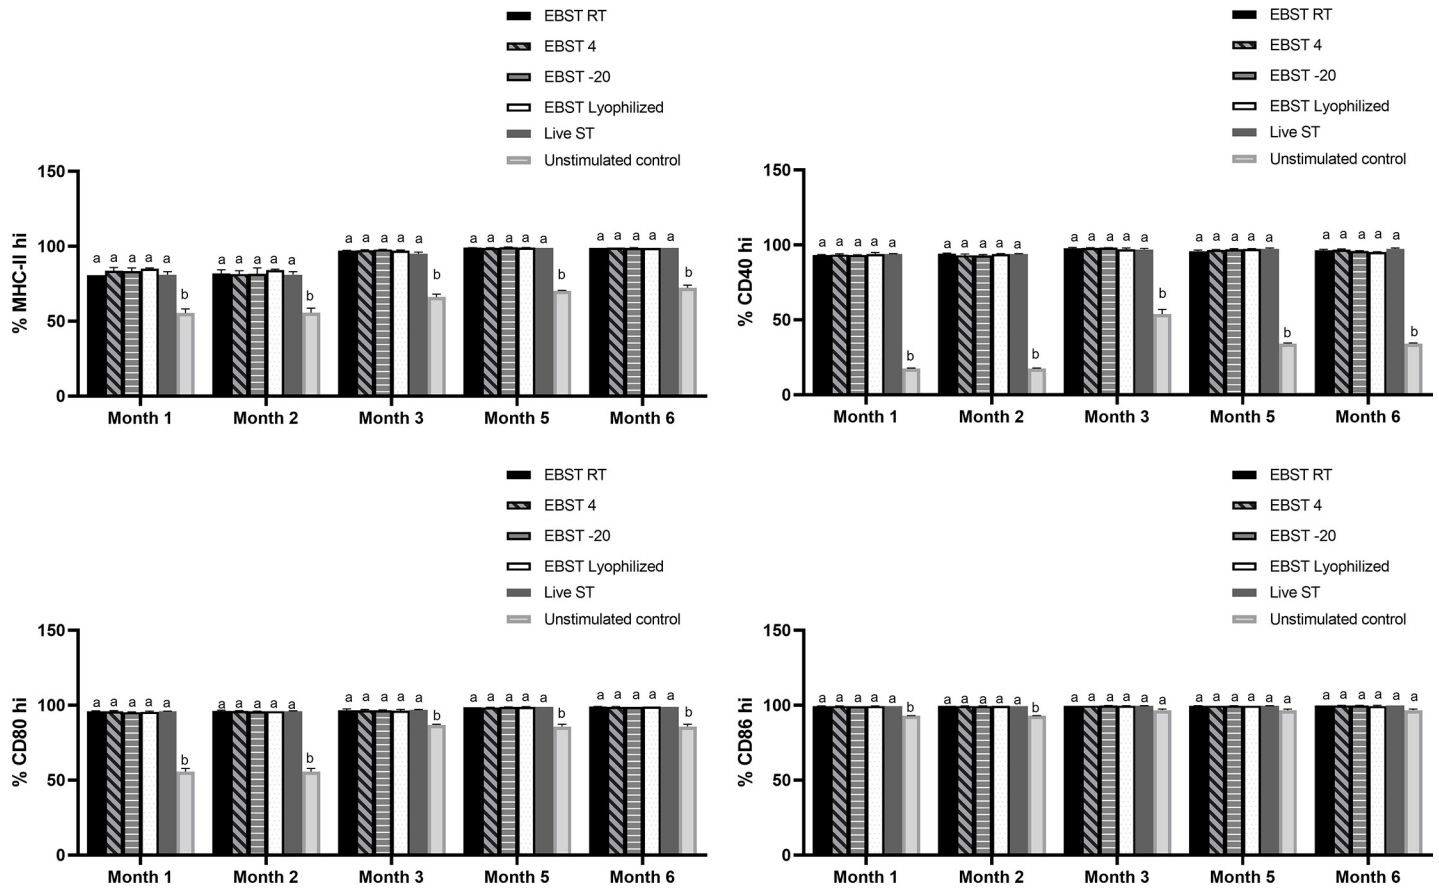 EBST RT
EBST 4
EBST -20
EBST Lyophilized
Live ST
Unstimulated control
% MHC-II hi
150
100
50
0
a a a a a b
a a a a a b
a a a a a b
a a a a a b
a a a a a b
Month 1 Month 2 Month 3 Month 5 Month 6
EBST RT
EBST 4
EBST -20
EBST Lyophilized
Live ST
Unstimulated control
% CD40 hi
150
100
50
0
a a a a a b
a a a a a b
a a a a a b
a a a a a b
a a a a a b
Month 1 Month 2 Month 3 Month 5 Month 6
EBST RT
EBST 4
EBST -20
EBST Lyophilized
Live ST
Unstimulated control
% CD80 hi
150
100
50
0
a a a a a b
a a a a a b
a a a a a b
a a a a a b
a a a a a b
Month 1 Month 2 Month 3 Month 5 Month 6
EBST RT
EBST 4
EBST -20
EBST Lyophilized
Live ST
Unstimulated control
% CD86 hi
150
100
50
0
a a a a a b
a a a a a b
a a a a a a
a a a a a a
a a a a a a
Month 1 Month 2 Month 3 Month 5 Month 6